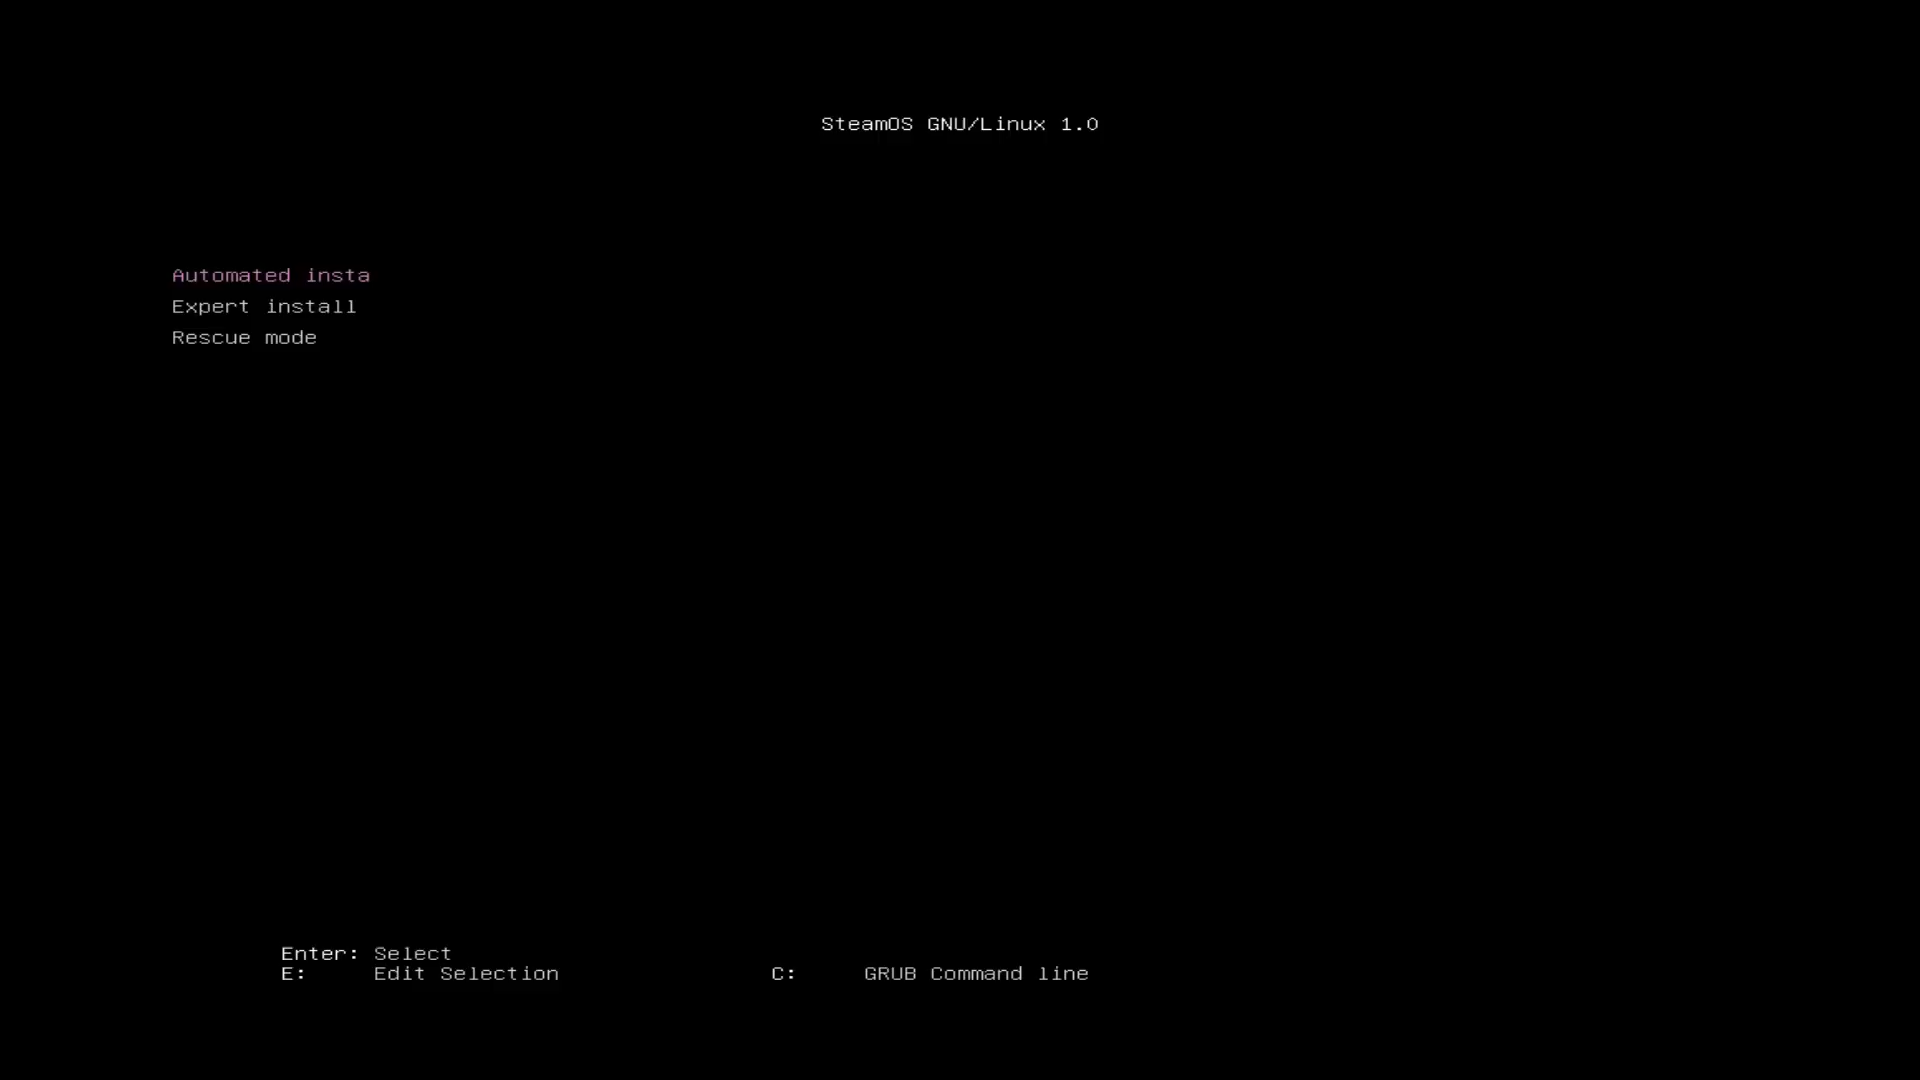 SteamOS GNU/Linux 1.0
Automated insta
Expert install
Rescue mode
Enter: Select
E: Edit Selection C: GRUB Command line